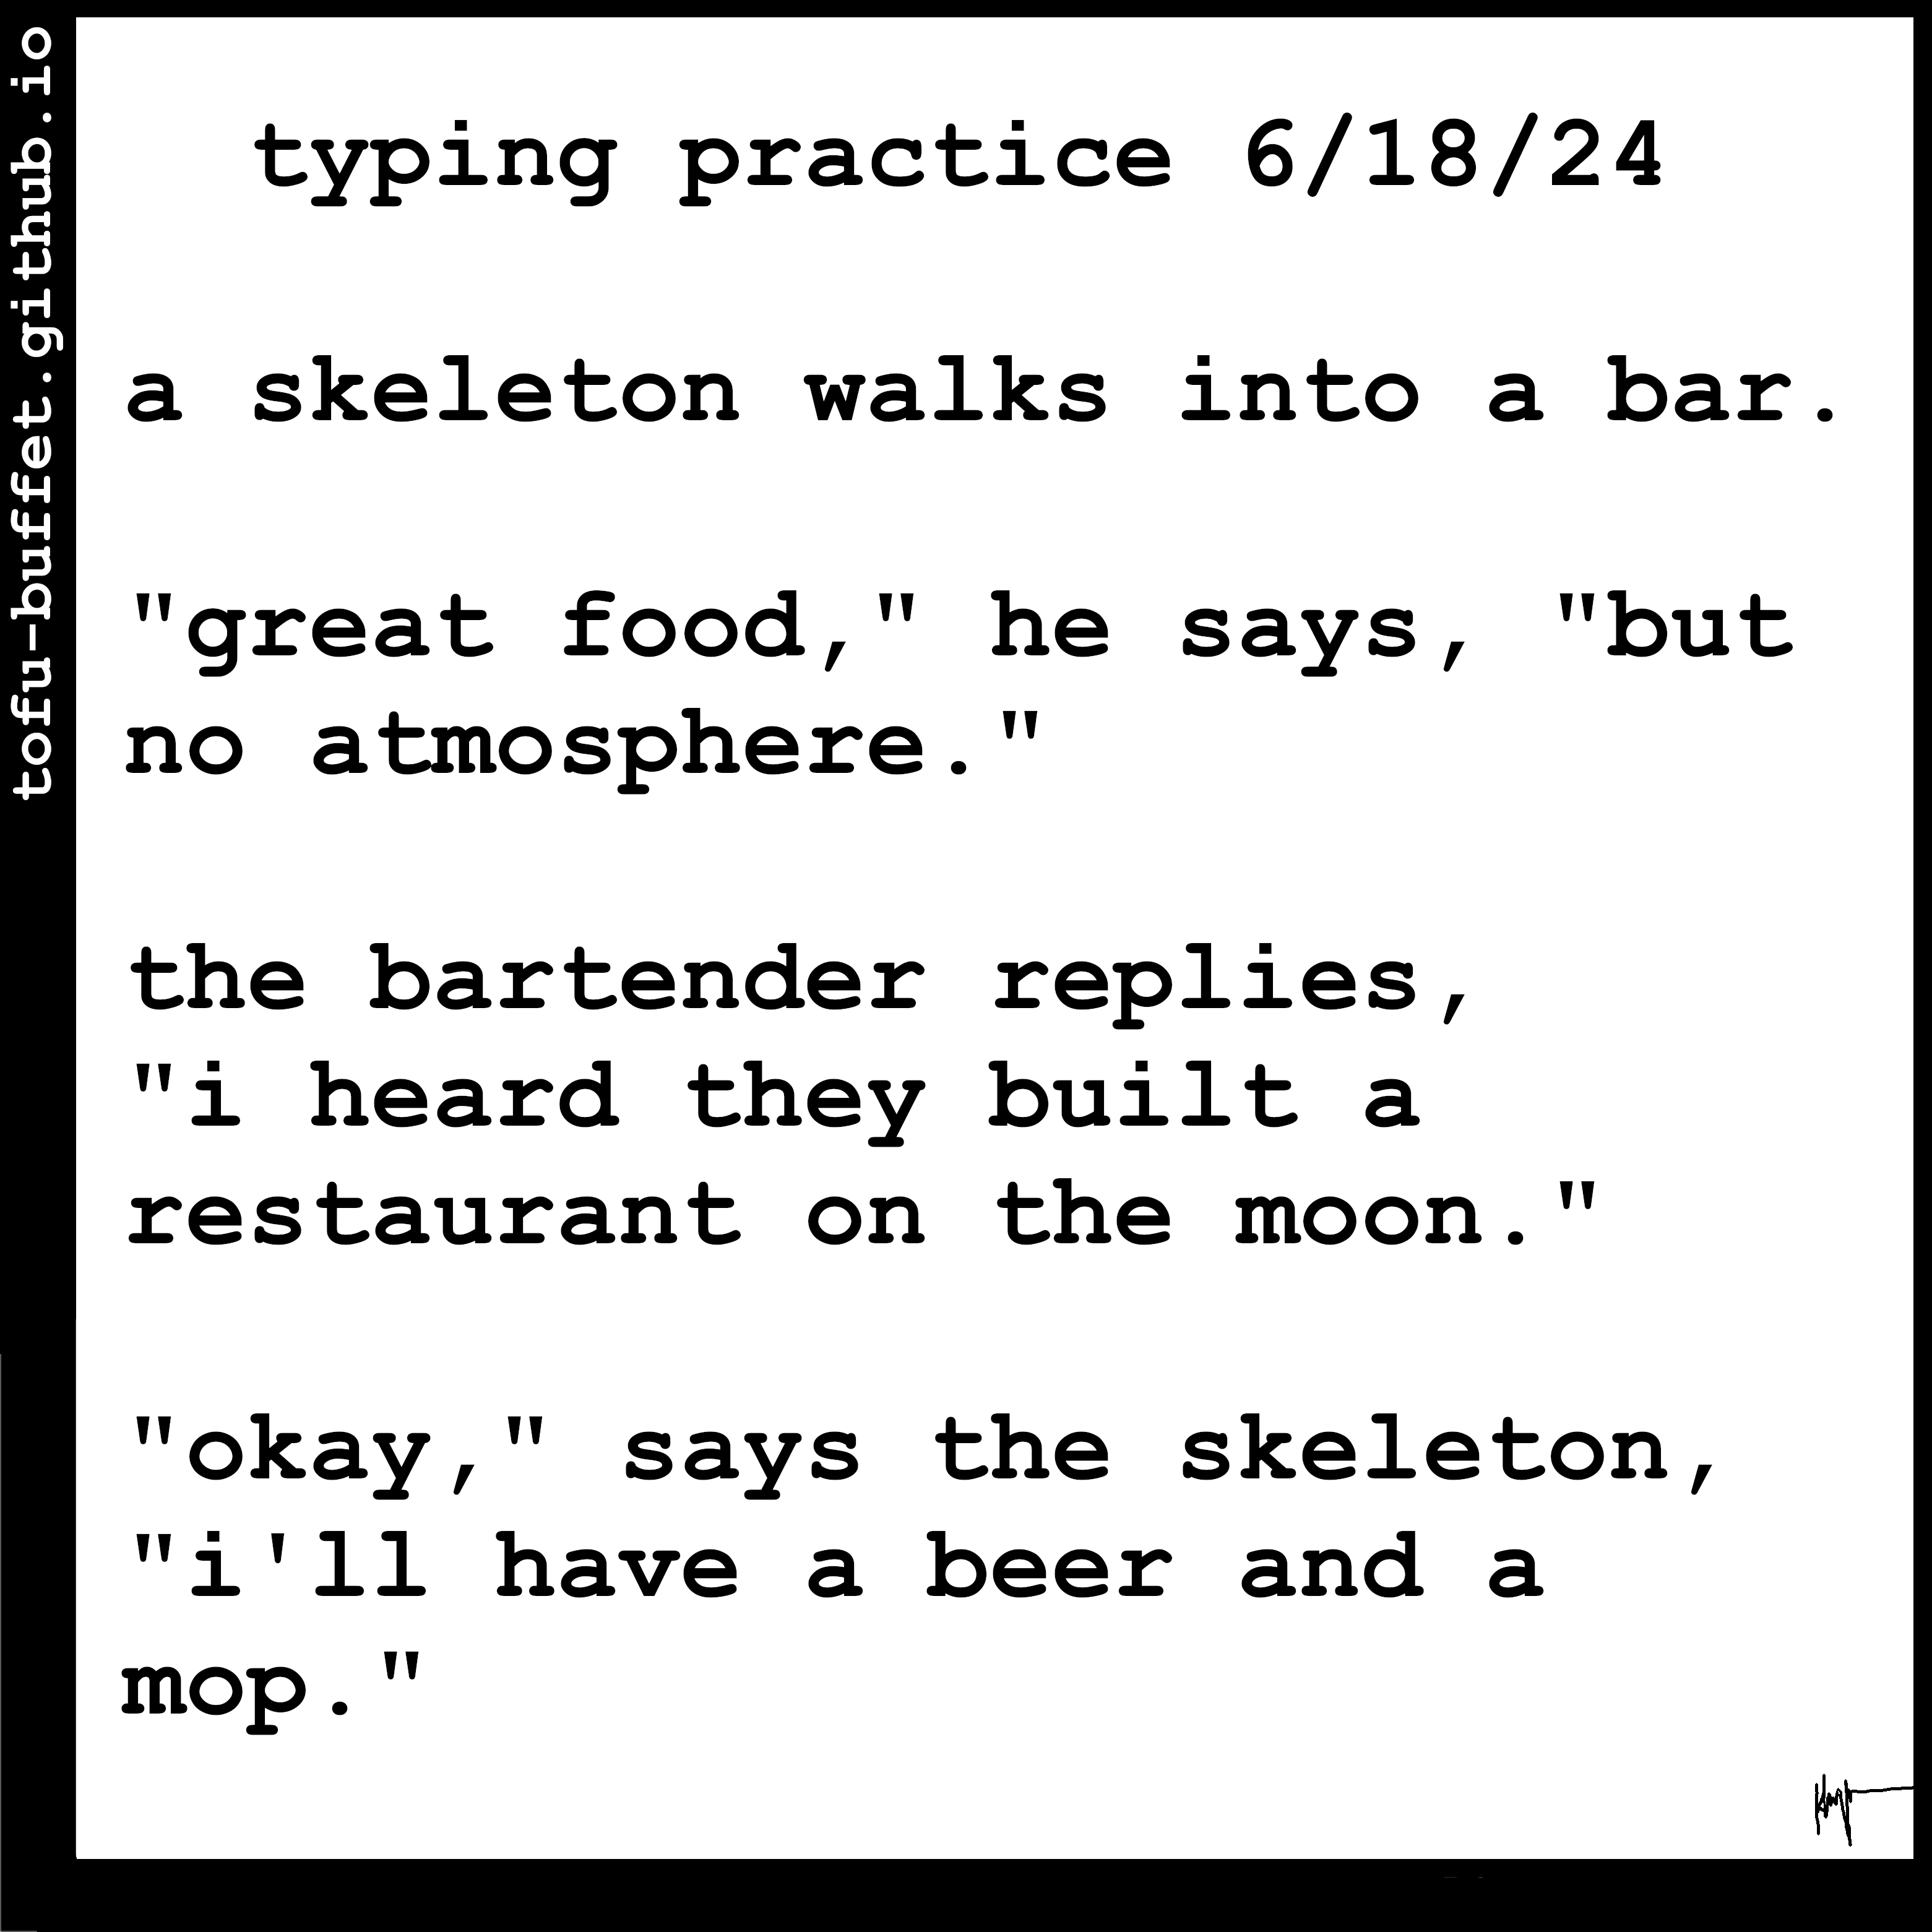 tofu-buffet.github.io
typing practice 6/18/24
a skeleton walks into a bar.
"great food," he says, "but
no atmosphere."
the bartender replies,
"i heard they built a
restaurant on the moon."
"okay," says the skeleton,
"i'll have a beer and a
mop."